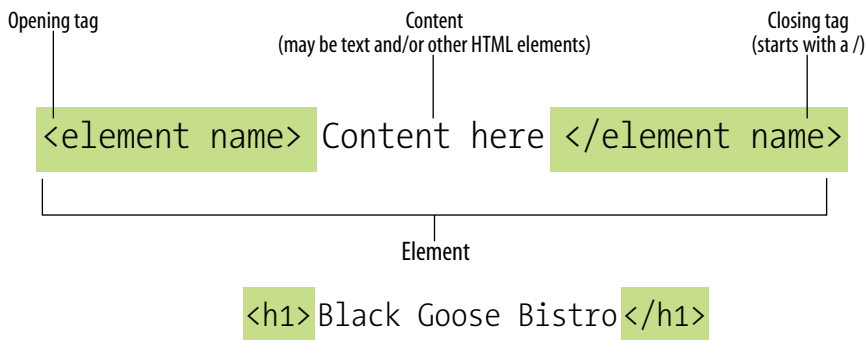 Opening tag
Content
(may be text and/or other HTML elements)
Closing tag
(starts with a /)
<element name> Content here </element name>
Element
<h1>Black Goose Bistro</h1>